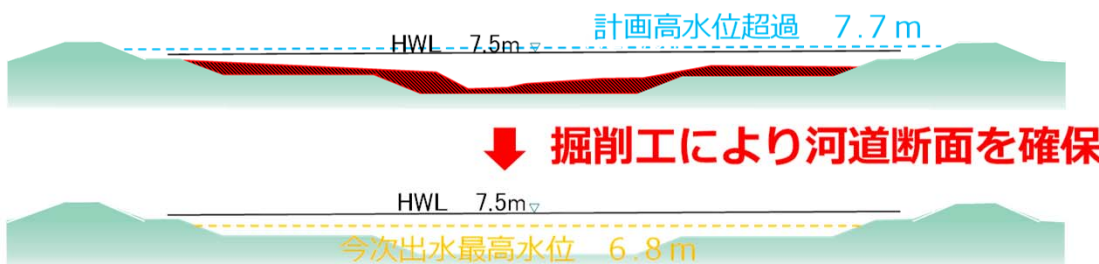 計画高水位超過 7.7m
HWL 7.5m
掘削工により河道断面を確保
HWL 7.5m
今次出水最高水位 6.8m